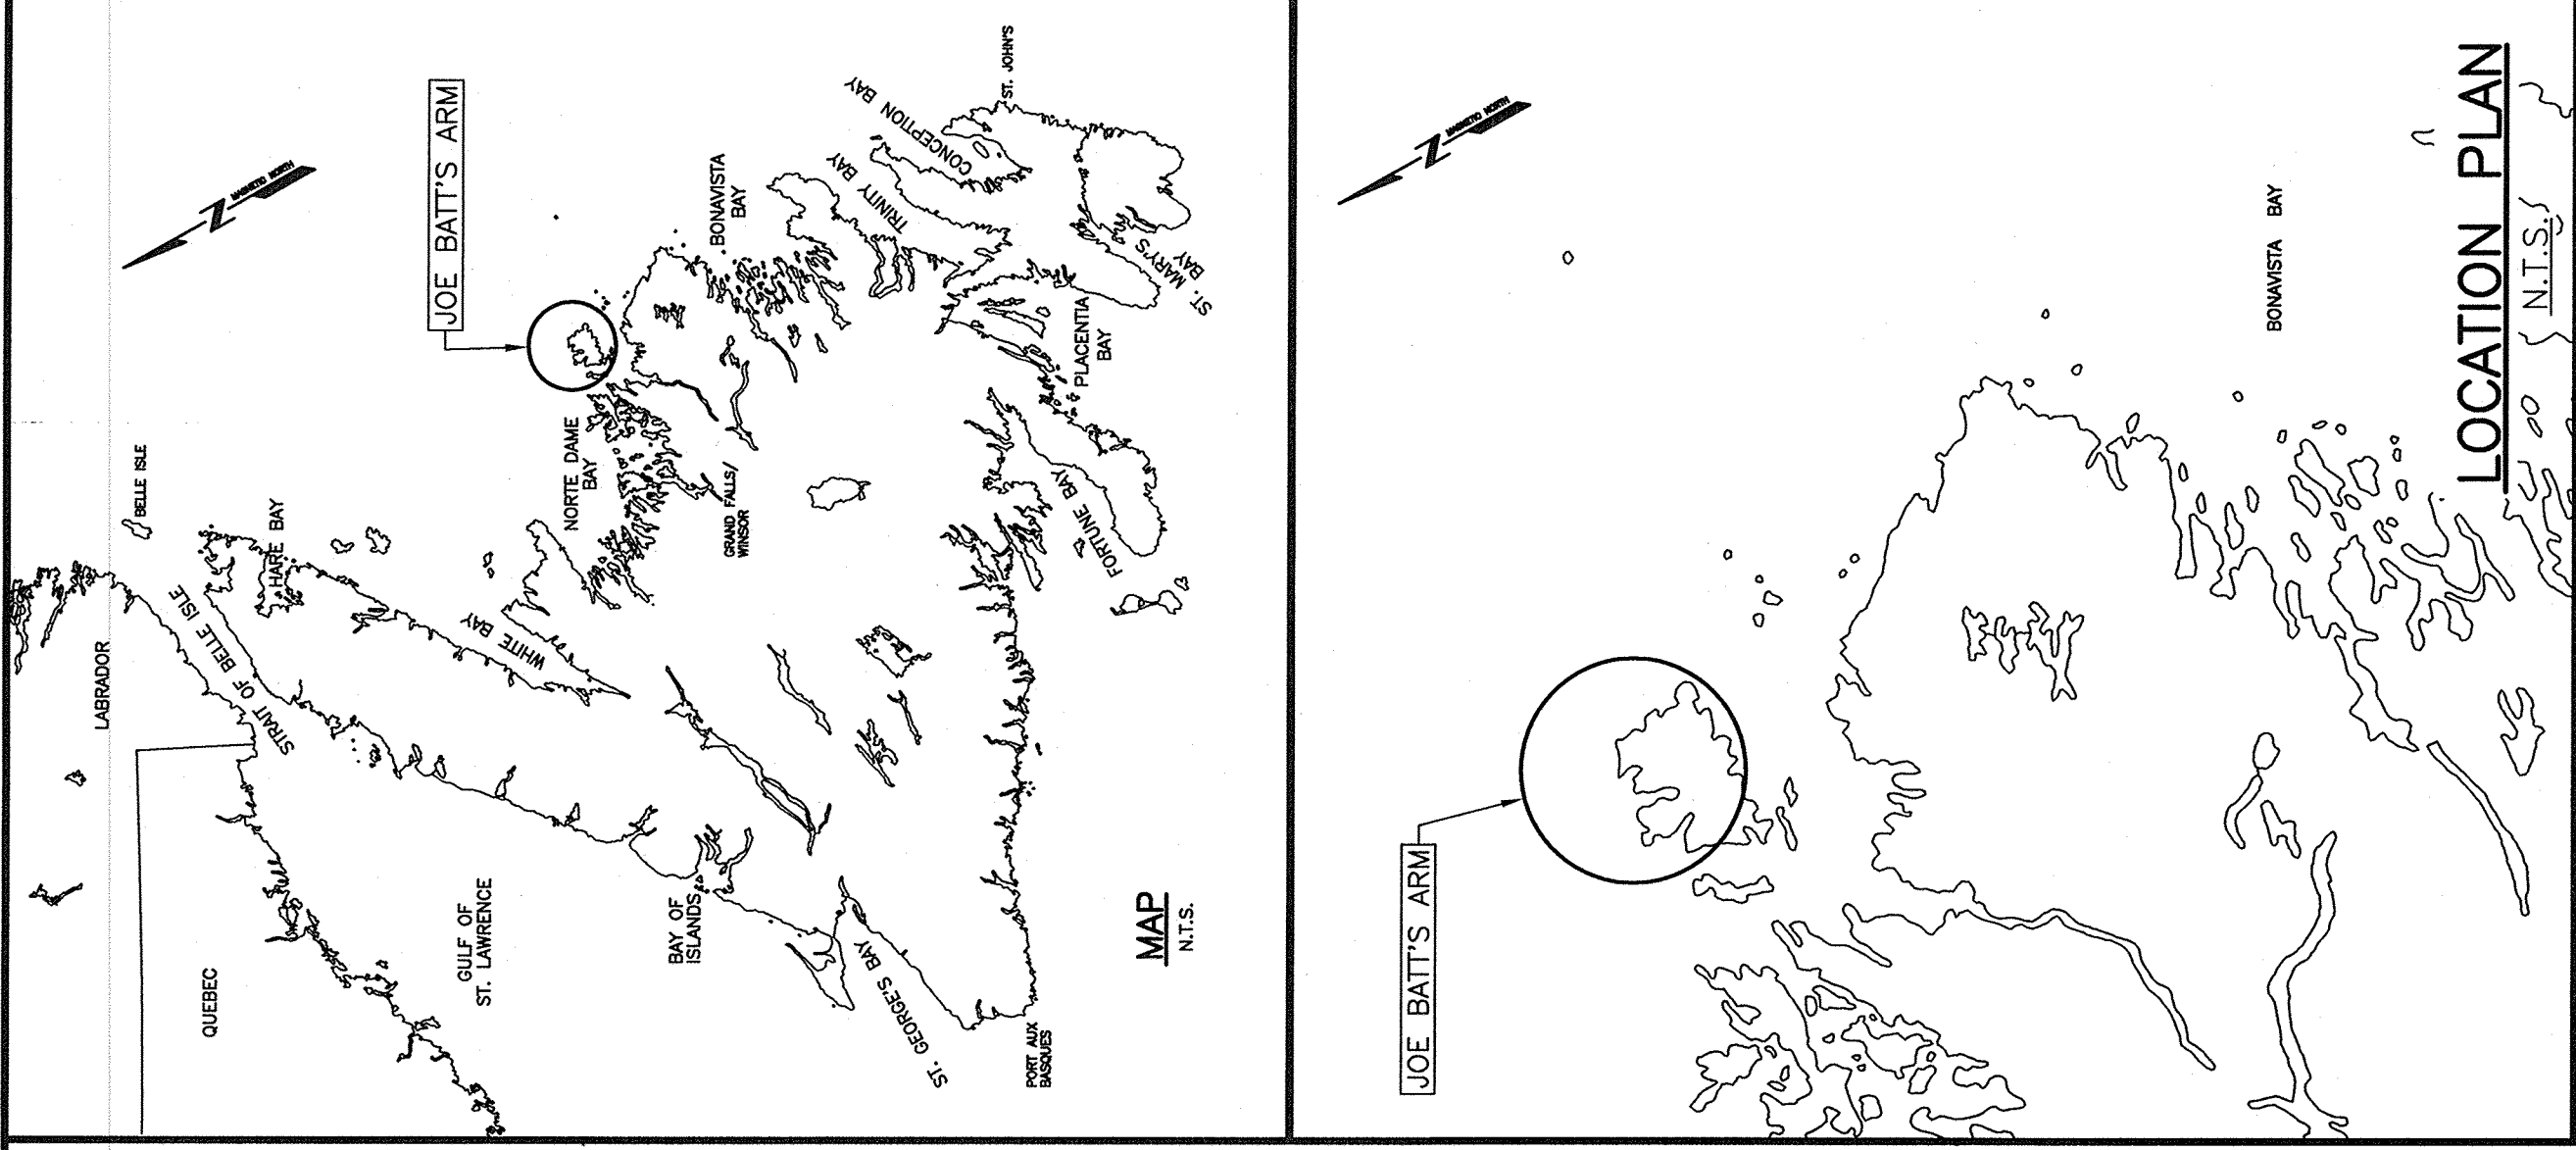 LABRADOR
BELLE ISLE
STRAIT OF BELLE ISLE
HARE BAY
QUEBEC
GULF OF
ST. LAWRENCE
WHITE BAY
MAGNETIC NORTH
JOE BATT'S ARM
NORTE DAME
BAY
GRAND FALLS/
WINSOR
BONAVISTA
BAY
TRINITY BAY
CONCEPTION BAY
ST. JOHN'S
BAY OF
ISLANDS
ST. GEORGE'S BAY
PORT AUX
BASQUES
FORTUNE BAY
PLACENTIA
BAY
ST. MARY'S
BAY
MAP
N.T.S.
MAGNETIC NORTH
JOE BATT'S ARM
BONAVISTA BAY
LOCATION PLAN
N.T.S.